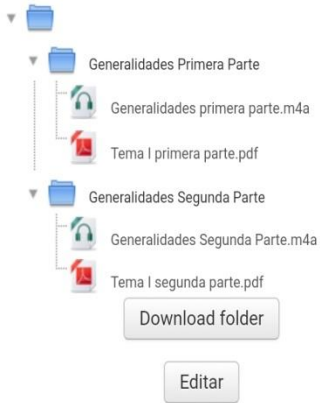 Generalidades Primera Parte
Generalidades primera parte.m4a
Tema I primera parte.pdf
Generalidades Segunda Parte
Generalidades Segunda Parte.m4a
Tema I segunda parte.pdf
Download folder
Editar